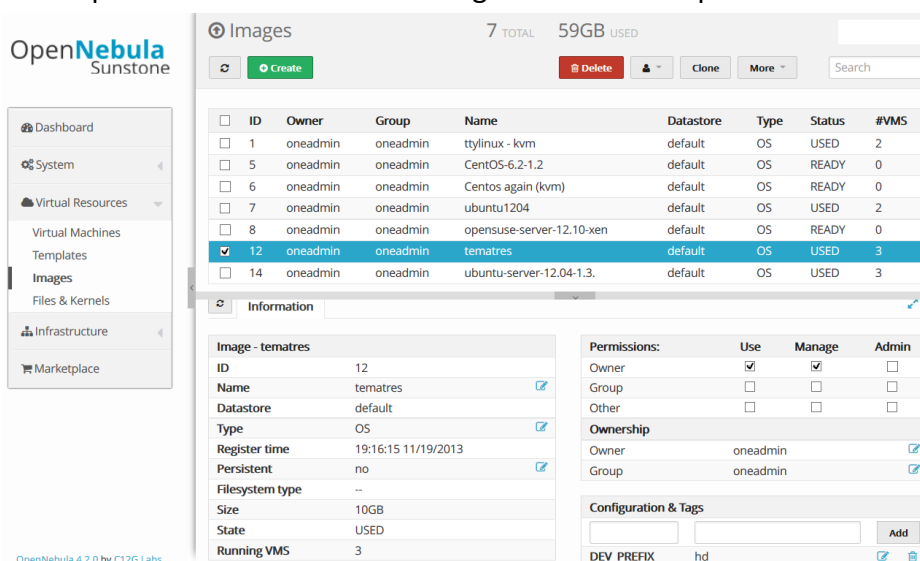 OpenNebula
Sunstone
Images 7 TOTAL 59GB USED
Create Delete Clone More Search
Dashboard
System
Virtual Resources
Virtual Machines
Templates
Images
Files & Kernels
Infrastructure
Marketplace
ID Owner Group Name Datastore Type Status #VMS
1 oneadmin oneadmin ttylinux - kvm default OS USED 2
5 oneadmin oneadmin CentOS-6.2-1.2 default OS READY 0
6 oneadmin oneadmin Centos again (kvm) default OS READY 0
7 oneadmin oneadmin ubuntu1204 default OS USED 2
8 oneadmin oneadmin opensuse-server-12.10-xen default OS READY 0
12 oneadmin oneadmin tematres default OS USED 3
14 oneadmin oneadmin ubuntu-server-12.04-1.3. default OS USED 3
Information
Image - tematres
ID 12
Name tematres
Datastore default
Type OS
Register time 19:16:15 11/19/2013
Persistent no
Filesystem type --
Size 10GB
State USED
Running VMS 3
Permissions: Use Manage Admin
Owner
Group
Other
Ownership
Owner oneadmin
Group oneadmin
Configuration & Tags
Add
DEV_PREFIX hd
OpenNebula 4.2.0 by C12G Labs